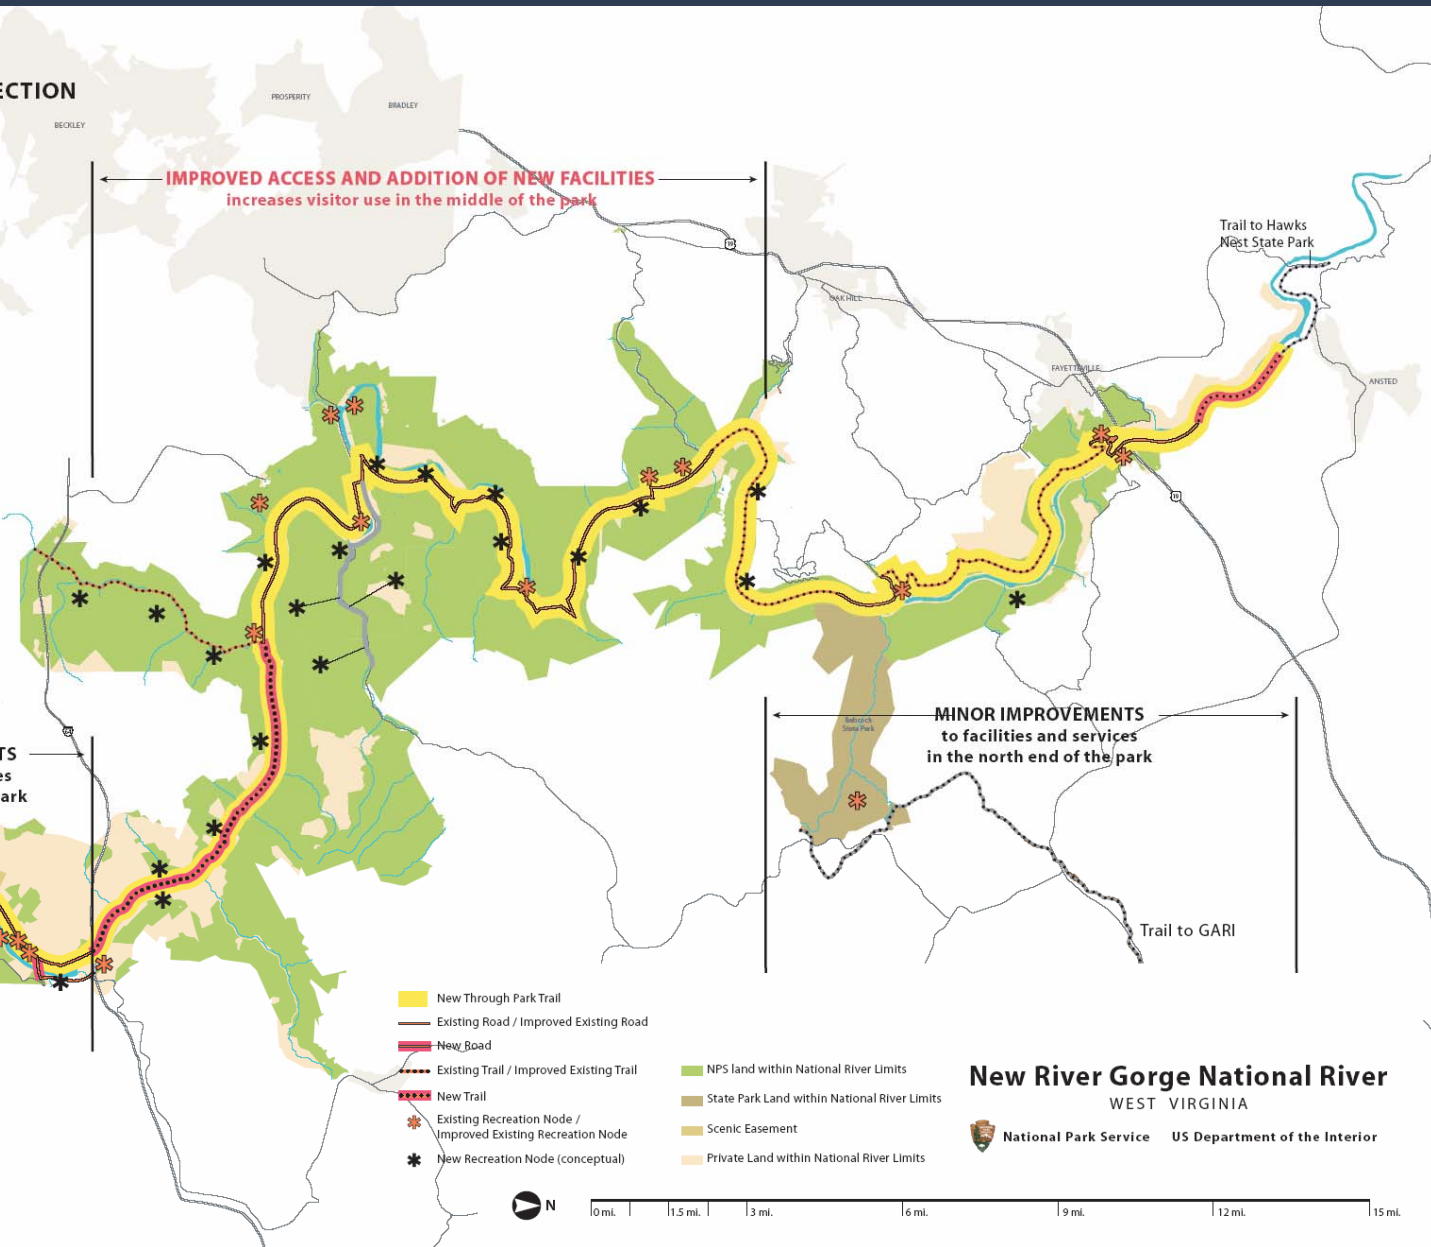 ECTION
PROSPERITY
BRADLEY
BECKLEY
IMPROVED ACCESS AND ADDITION OF NEW FACILITIES
increases visitor use in the middle of the park
19
Trail to Hawks
Nest State Park
OAK HILL
FAYETTEVILLE
ANSTED
19
64
TS
es
ark
Babcock
State Park
MINOR IMPROVEMENTS
to facilities and services
in the north end of the park
Trail to GARI
New Through Park Trail
Existing Road / Improved Existing Road
New Road
Existing Trail / Improved Existing Trail
New Trail
Existing Recreation Node /
Improved Existing Recreation Node
New Recreation Node (conceptual)
NPS land within National River Limits
State Park Land within National River Limits
Scenic Easement
Private Land within National River Limits
New River Gorge National River
WEST VIRGINIA
National Park Service US Department of the Interior
N
0 mi. 1.5 mi. 3 mi. 6 mi. 9 mi. 12 mi. 15 mi.